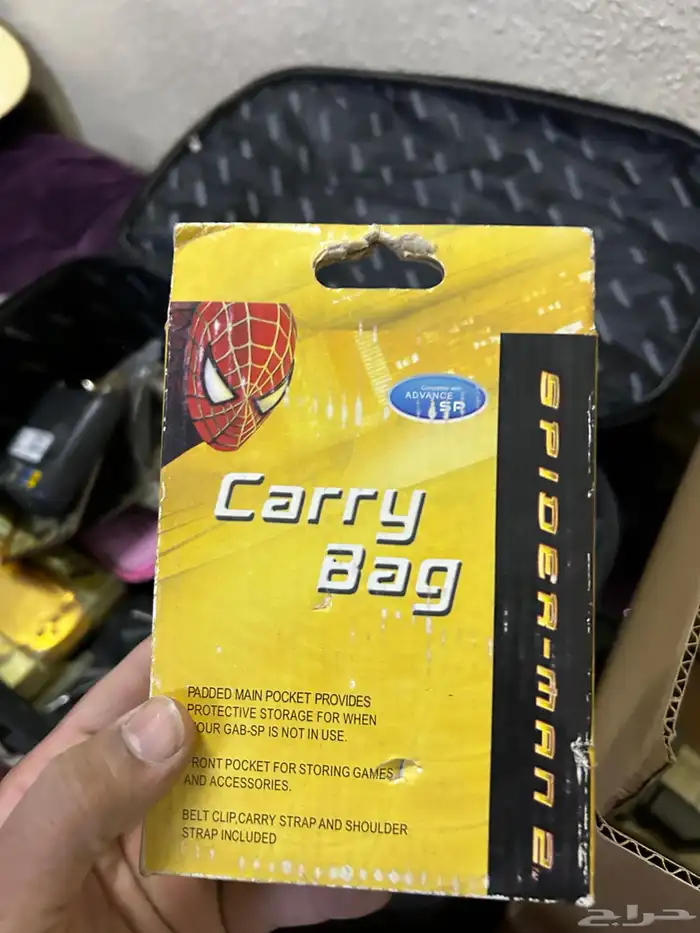 Compatible with
ADVANCE
SP
Carry
Bag
SPIDER-MAN 2
PADDED MAIN POCKET PROVIDES
PROTECTIVE STORAGE FOR WHEN
YOUR GAB-SP IS NOT IN USE.
FRONT POCKET FOR STORING GAMES
AND ACCESSORIES.
BELT CLIP,CARRY STRAP AND SHOULDER
STRAP INCLUDED
حراج